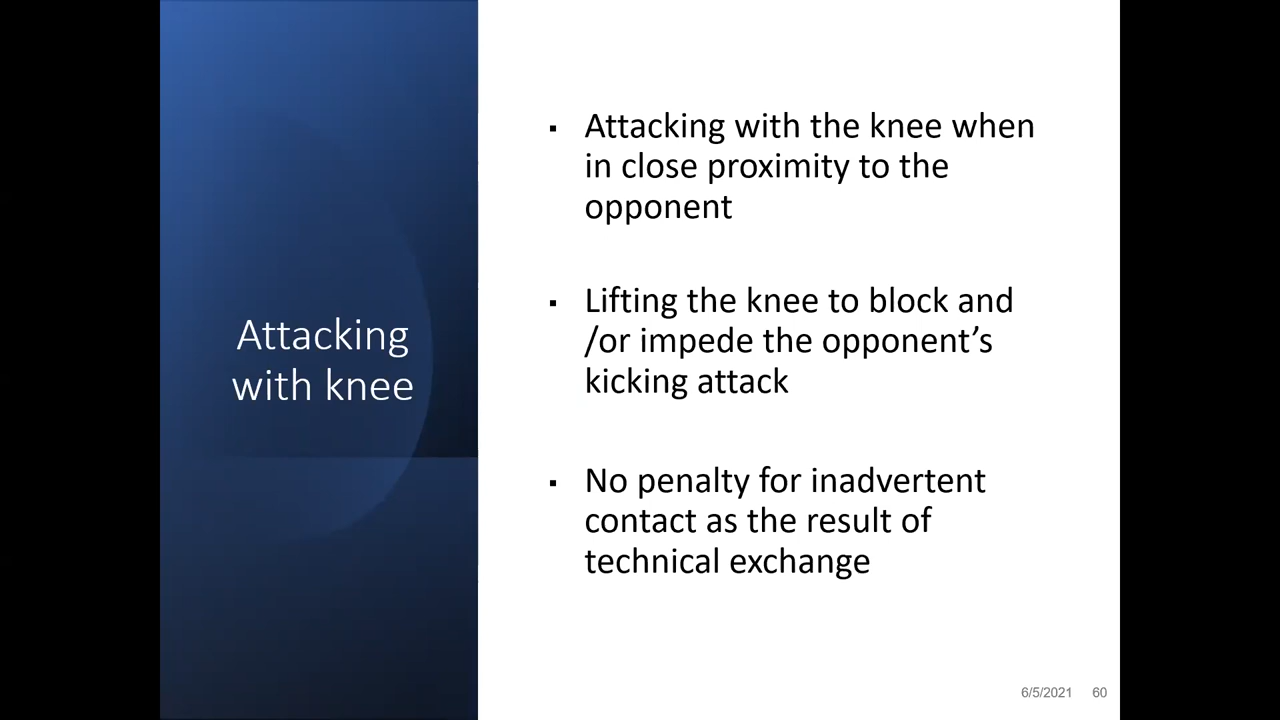 Attacking
with knee
▪ Attacking with the knee when
in close proximity to the
opponent
▪ Lifting the knee to block and
/or impede the opponent’s
kicking attack
▪ No penalty for inadvertent
contact as the result of
technical exchange
6/5/2021 60